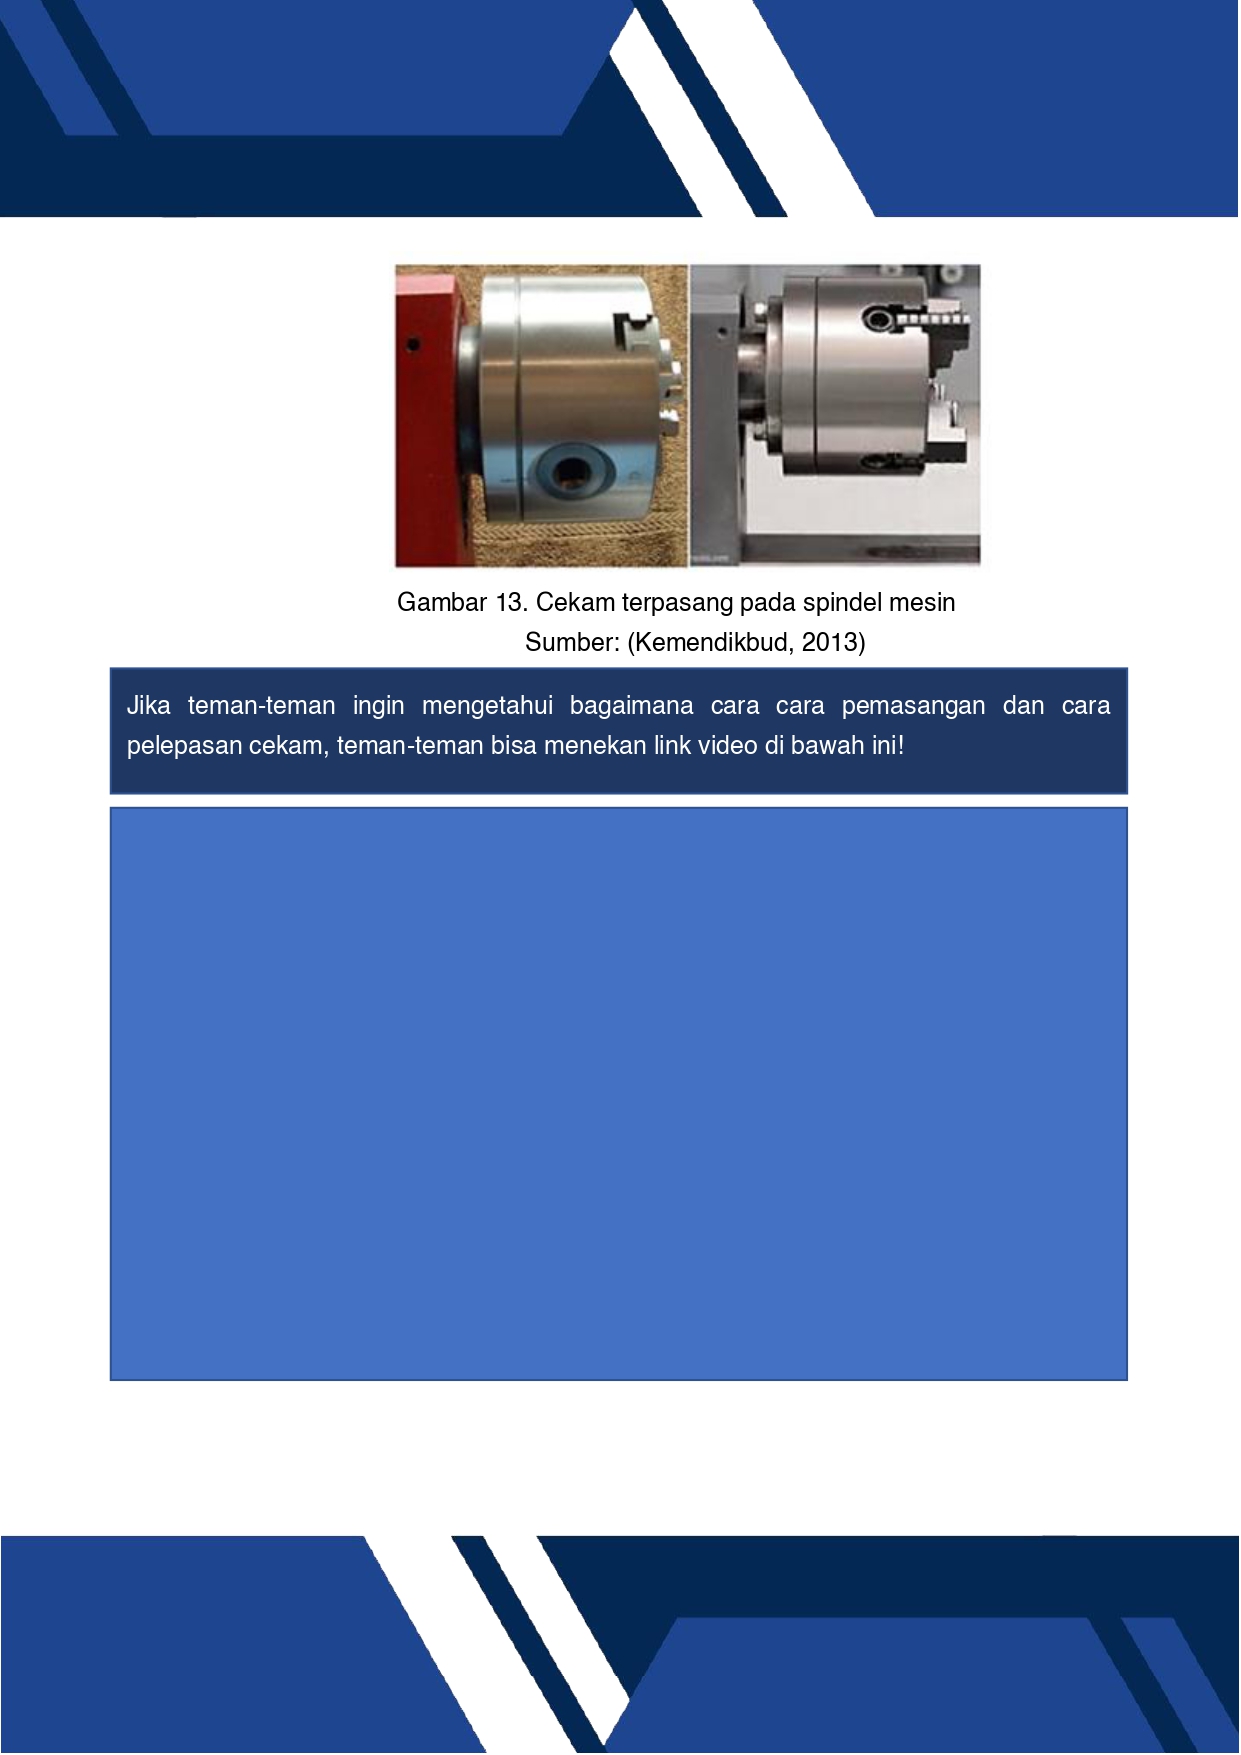 Gambar 13. Cekam terpasang pada spindel mesin
Sumber: (Kemendikbud, 2013)
Jika teman-teman ingin mengetahui bagaimana cara cara pemasangan dan cara
pelepasan cekam, teman-teman bisa menekan link video di bawah ini!